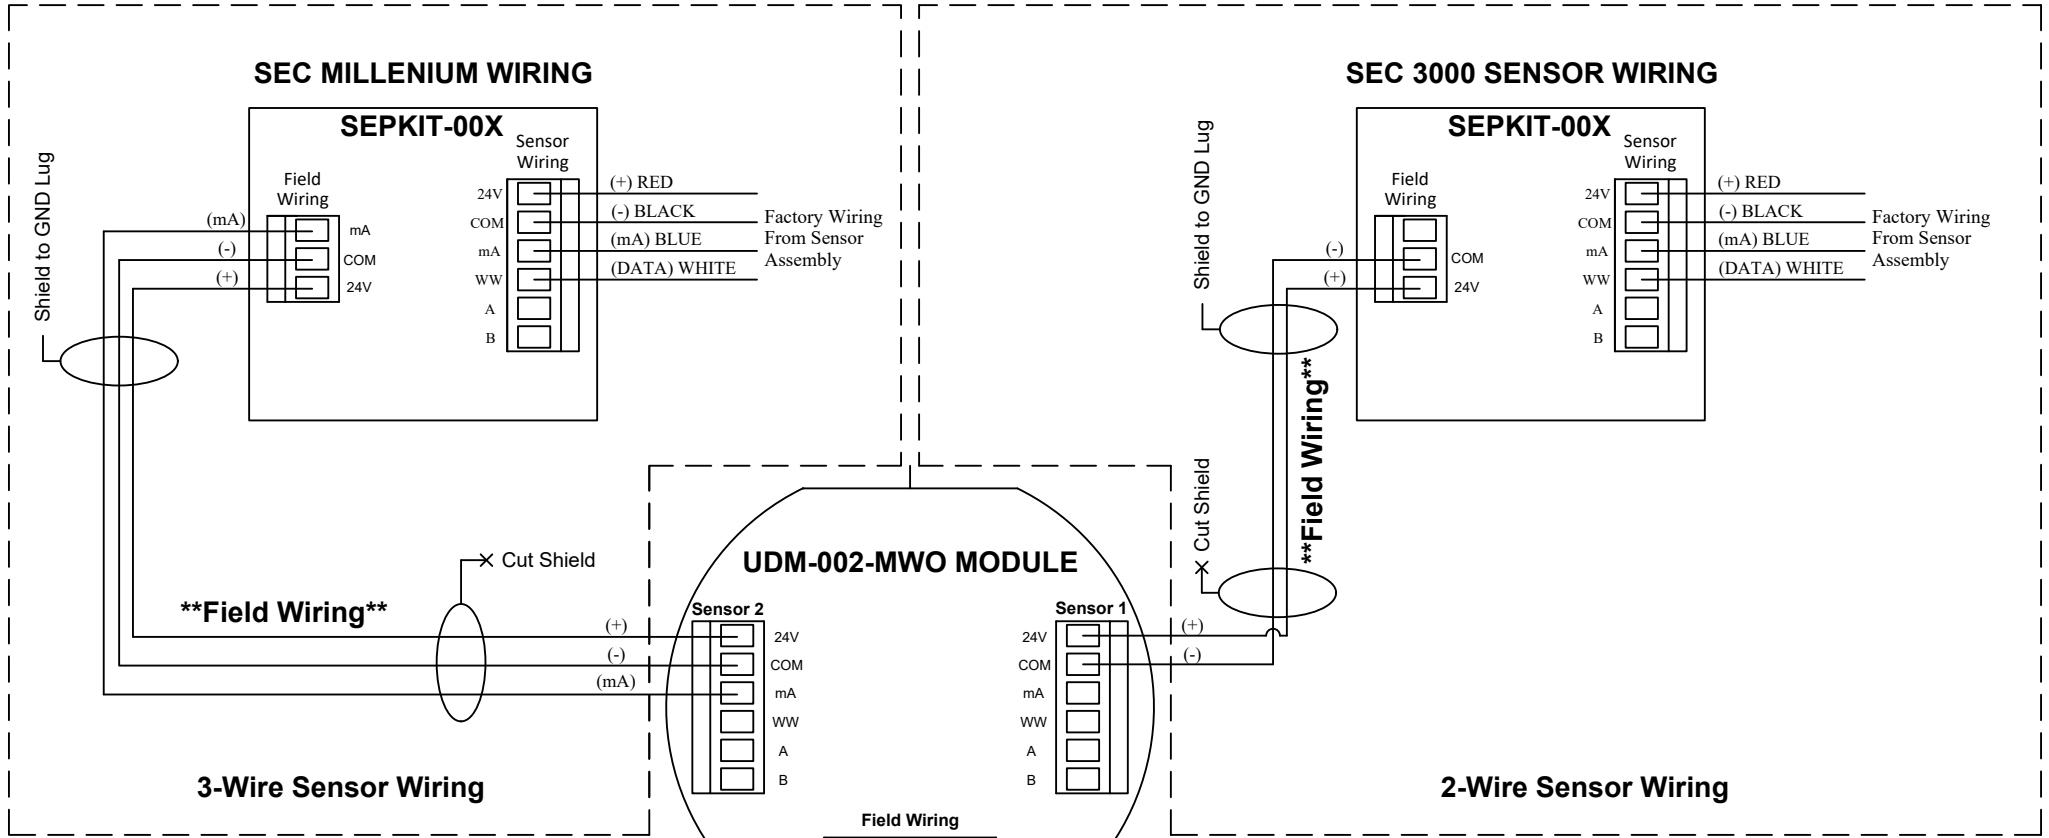 SEC MILLENIUM WIRING
SEPKIT-00X
Sensor
Wiring
Field
Wiring
Shield to GND Lug
(mA)
(-)
(+)
mA
COM
24V
24V
COM
mA
WW
A
B
(+) RED
(-) BLACK
(mA) BLUE
(DATA) WHITE
Factory Wiring
From Sensor
Assembly
Cut Shield
**Field Wiring**
(+)
(-)
(mA)
3-Wire Sensor Wiring
SEC 3000 SENSOR WIRING
SEPKIT-00X
Sensor
Wiring
Field
Wiring
Shield to GND Lug
(-)
(+)
COM
24V
24V
COM
mA
WW
A
B
(+) RED
(-) BLACK
(mA) BLUE
(DATA) WHITE
Factory Wiring
From Sensor
Assembly
**Field Wiring**
Cut Shield
(+)
(-)
2-Wire Sensor Wiring
UDM-002-MWO MODULE
Sensor 2
24V
COM
mA
WW
A
B
Sensor 1
24V
COM
mA
WW
A
B
Field Wiring